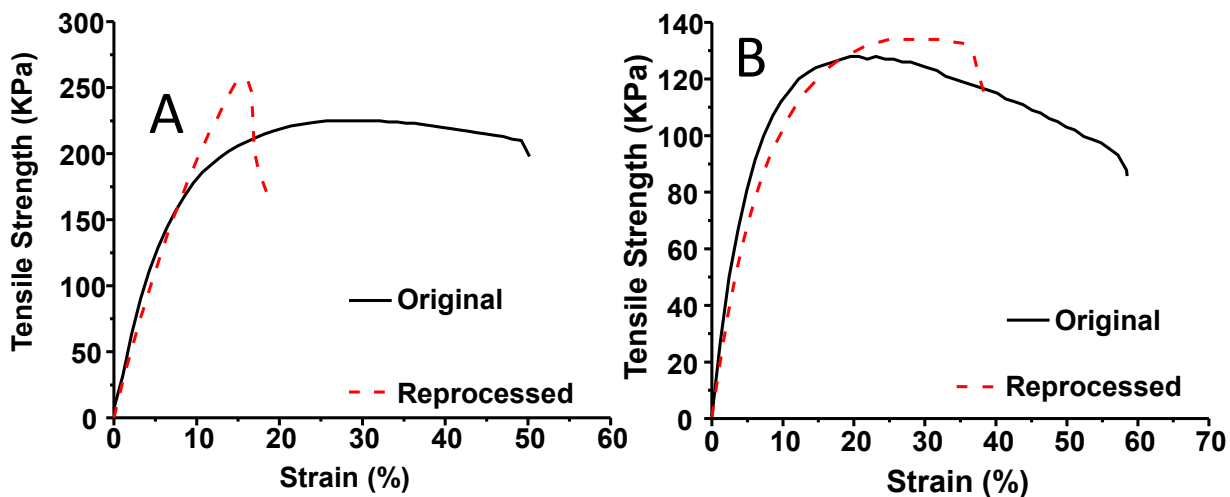 A
Tensile Strength (KPa)
300
250
200
150
100
50
0
0 10 20 30 40 50 60
Strain (%)
Original
Reprocessed
B
Tensile Strength (KPa)
140
120
100
80
60
40
20
0
0 10 20 30 40 50 60 70
Strain (%)
Original
Reprocessed